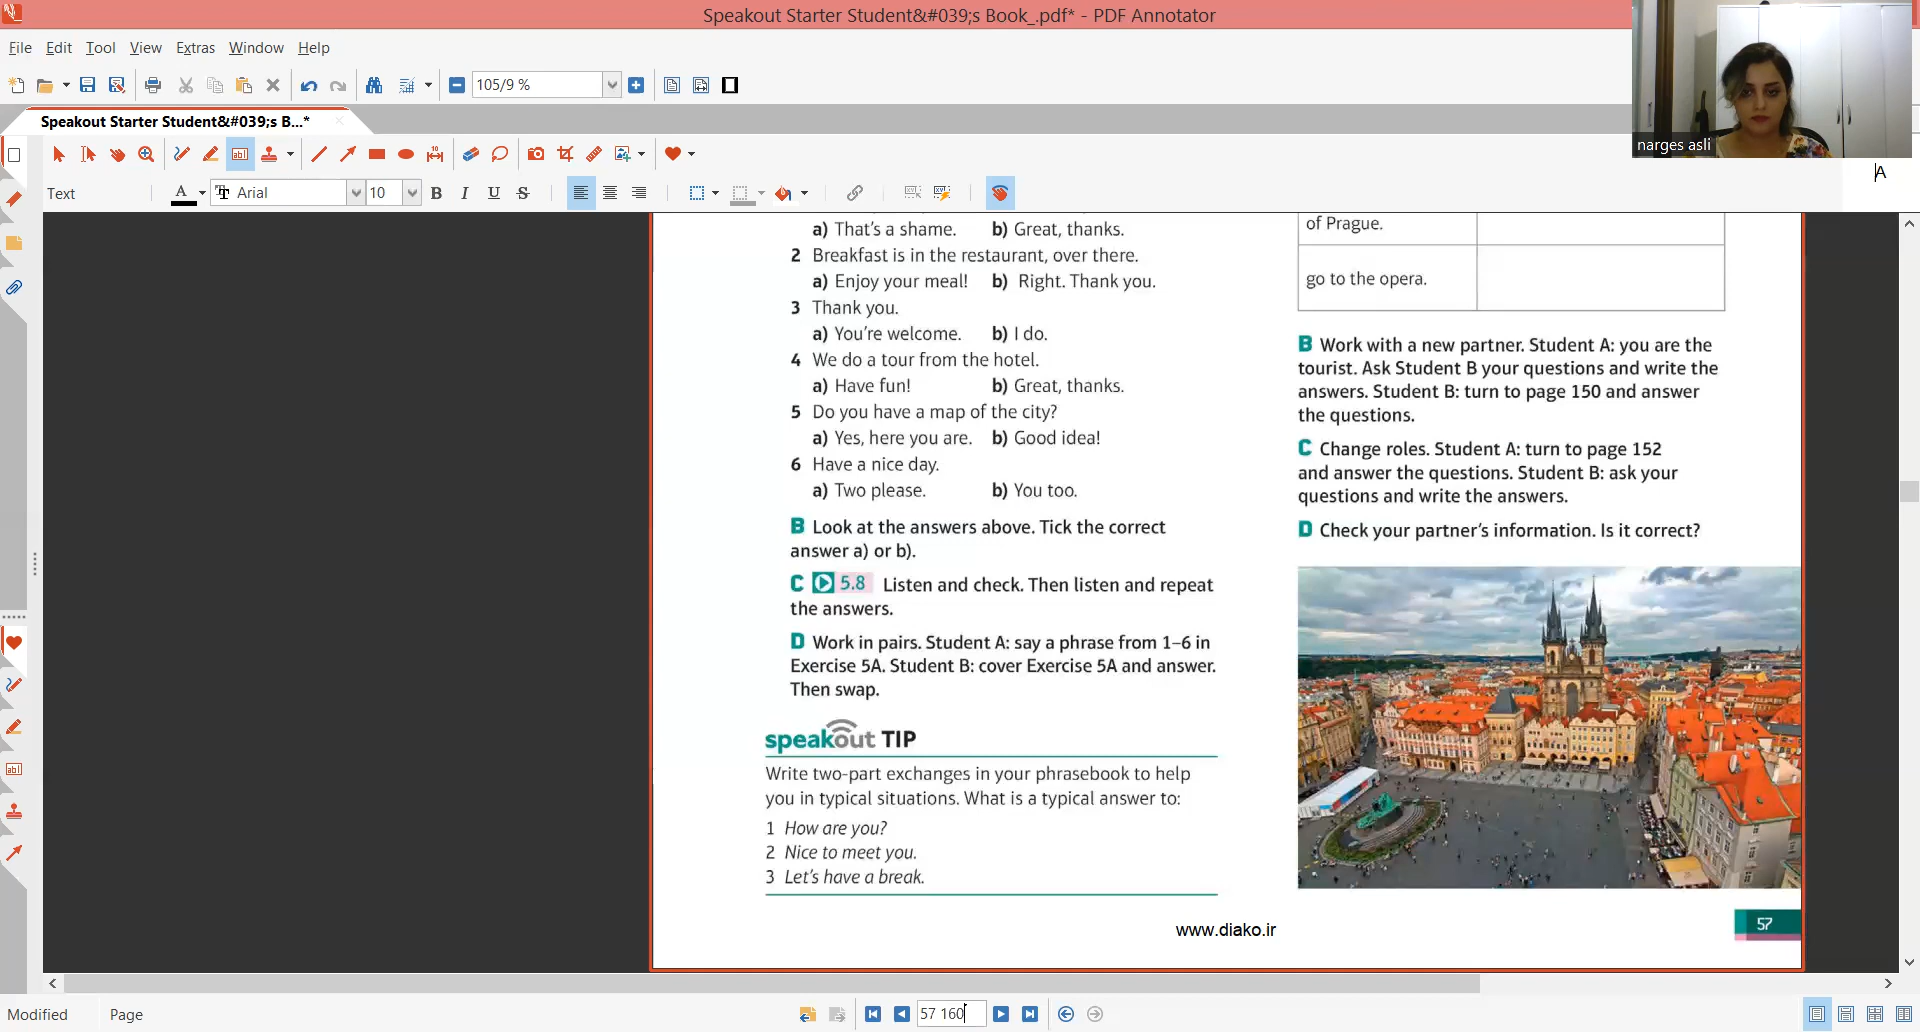 Speakout Starter Student&#039;s Book_.pdf* - PDF Annotator
File Edit Tool View Extras Window Help
105/9 %
Speakout Starter Student&#039;s B...*
narges asli
A
Text
A
Arial
10
B I U S
a) That's a shame. b) Great, thanks.
2 Breakfast is in the restaurant, over there.
a) Enjoy your meal! b) Right. Thank you.
3 Thank you.
a) You're welcome. b) I do.
4 We do a tour from the hotel.
a) Have fun! b) Great, thanks.
5 Do you have a map of the city?
a) Yes, here you are. b) Good idea!
6 Have a nice day.
a) Two please. b) You too.
B Look at the answers above. Tick the correct
answer a) or b).
C 5.8 Listen and check. Then listen and repeat
the answers.
D Work in pairs. Student A: say a phrase from 1–6 in
Exercise 5A. Student B: cover Exercise 5A and answer.
Then swap.
speakout TIP
Write two-part exchanges in your phrasebook to help
you in typical situations. What is a typical answer to:
1 How are you?
2 Nice to meet you.
3 Let's have a break.
of Prague.
go to the opera.
B Work with a new partner. Student A: you are the
tourist. Ask Student B your questions and write the
answers. Student B: turn to page 150 and answer
the questions.
C Change roles. Student A: turn to page 152
and answer the questions. Student B: ask your
questions and write the answers.
D Check your partner's information. Is it correct?
www.diako.ir
57
Modified Page
57 160